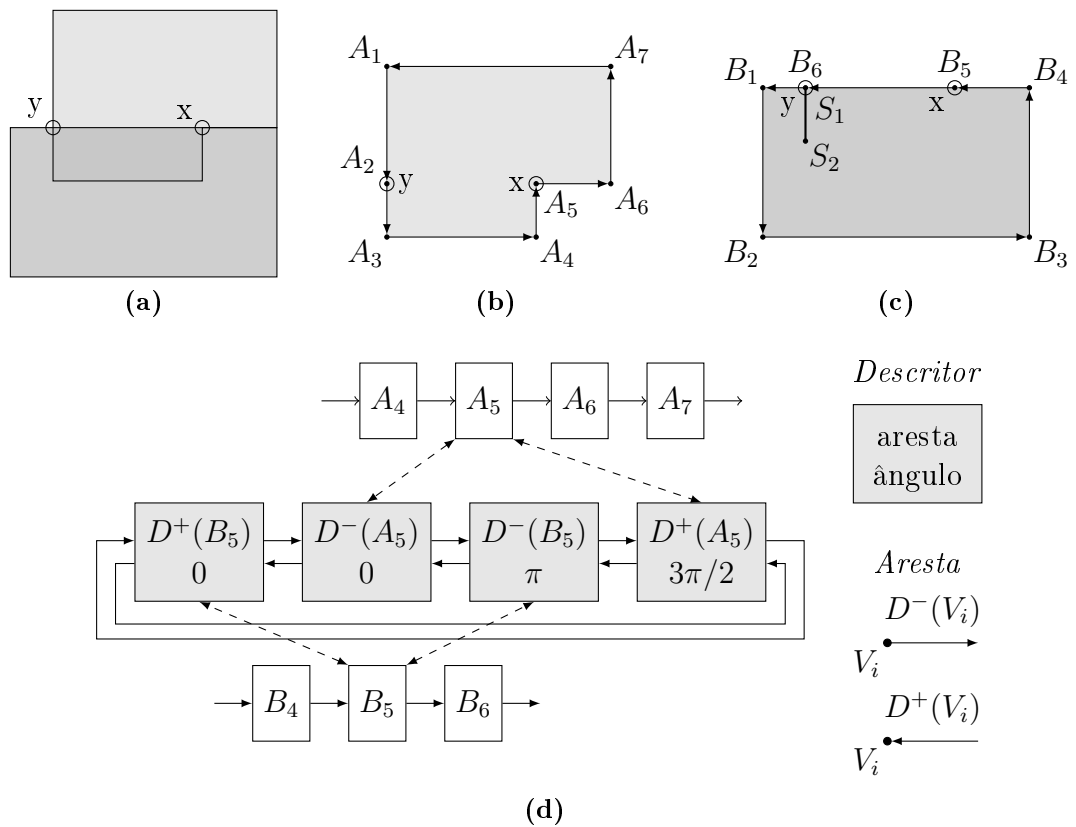 y
x
(a)
A₁
A₇
A₂
y
x
A₅
A₆
A₃
A₄
(b)
B₁
B₆
B₅
B₄
y
S₁
x
S₂
B₂
B₃
(c)
A₄
A₅
A₆
A₇
Descritor
aresta
ângulo
D⁺(B₅)
0
D⁻(A₅)
0
D⁻(B₅)
π
D⁺(A₅)
3π/2
B₄
B₅
B₆
Aresta
D⁻(Vᵢ)
Vᵢ
D⁺(Vᵢ)
Vᵢ
(d)